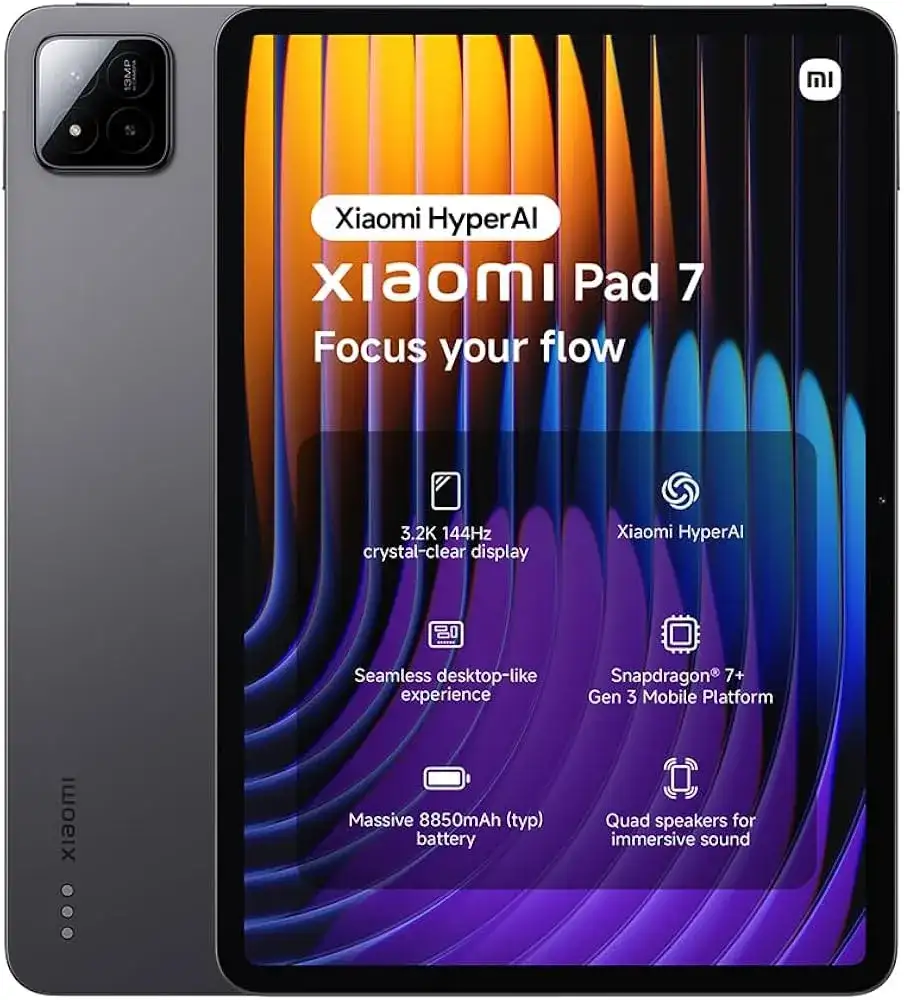 13MP
mi
Xiaomi HyperAI
xiaomi Pad 7
Focus your flow
3.2K 144Hz
crystal-clear display
Xiaomi HyperAI
Seamless desktop-like
experience
Snapdragon® 7+
Gen 3 Mobile Platform
Massive 8850mAh (typ)
battery
Quad speakers for
immersive sound
xiaomi